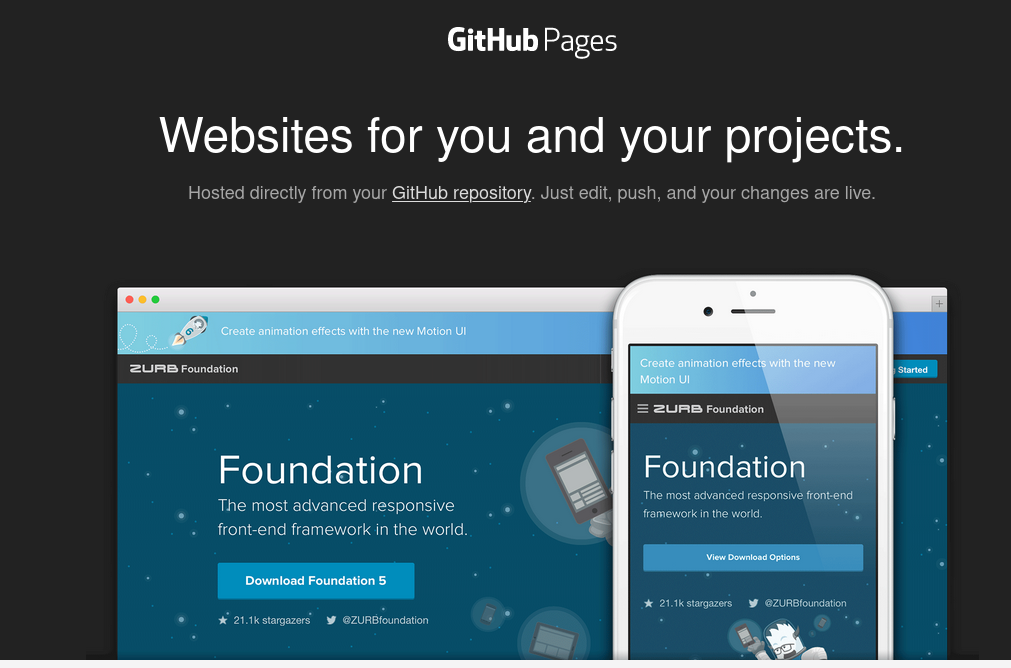 GitHub Pages
Websites for you and your projects.
Hosted directly from your GitHub repository. Just edit, push, and your changes are live.
Create animation effects with the new Motion UI
ZURB Foundation
Started
Foundation
The most advanced responsive
front-end framework in the world.
Download Foundation 5
21.1k stargazers @ZURBfoundation
Create animation effects with the new
Motion UI
ZURB Foundation
Foundation
The most advanced responsive front-end
framework in the world.
View Download Options
21.1k stargazers @ZURBfoundation